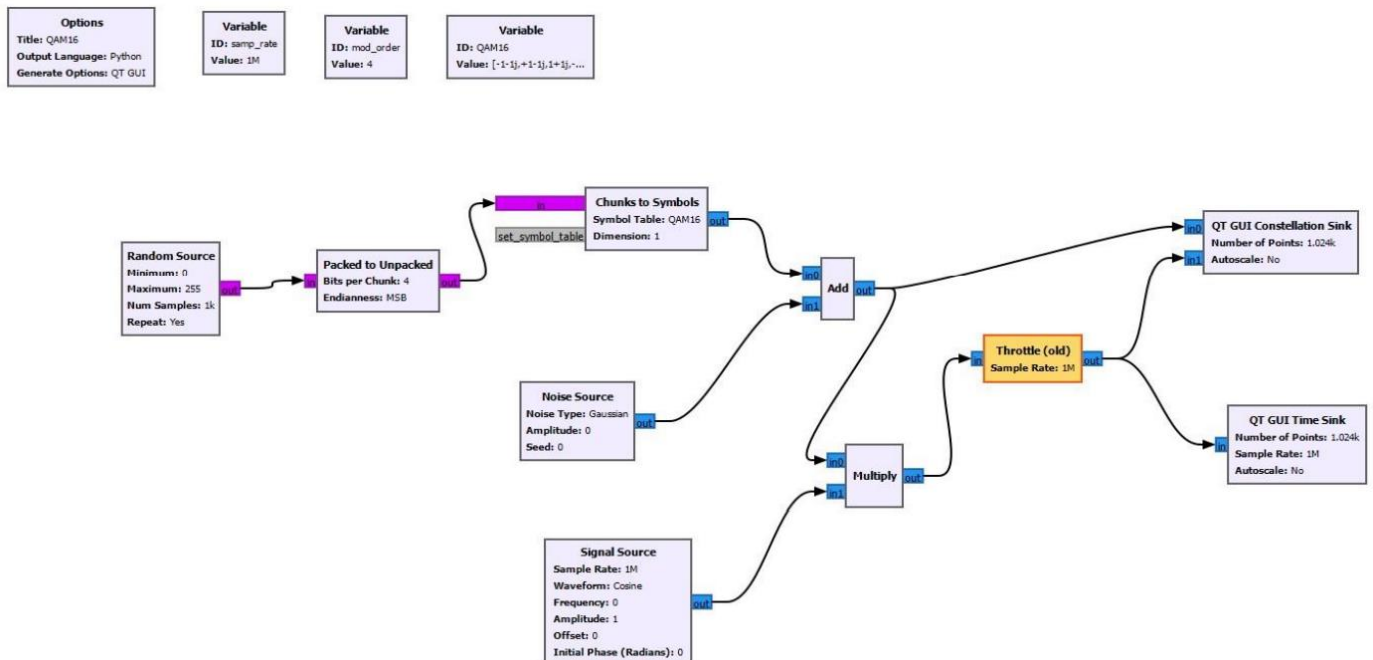 Options
Title: QAM16
Output Language: Python
Generate Options: QT GUI
Variable
ID: samp_rate
Value: 1M
Variable
ID: mod_order
Value: 4
Variable
ID: QAM16
Value: [-1-1j,+1-1j,1+1j,-...
Random Source
Minimum: 0
Maximum: 255
Num Samples: 1k
Repeat: Yes
out
in
Packed to Unpacked
Bits per Chunk: 4
Endianness: MSB
out
in
set_symbol_table
Chunks to Symbols
Symbol Table: QAM16
Dimension: 1
out
Noise Source
Noise Type: Gaussian
Amplitude: 0
Seed: 0
out
in0
in1
Add
out
Signal Source
Sample Rate: 1M
Waveform: Cosine
Frequency: 0
Amplitude: 1
Offset: 0
Initial Phase (Radians): 0
out
in0
in1
Multiply
out
in
Throttle (old)
Sample Rate: 1M
out
in0
in1
QT GUI Constellation Sink
Number of Points: 1.024k
Autoscale: No
in
QT GUI Time Sink
Number of Points: 1.024k
Sample Rate: 1M
Autoscale: No